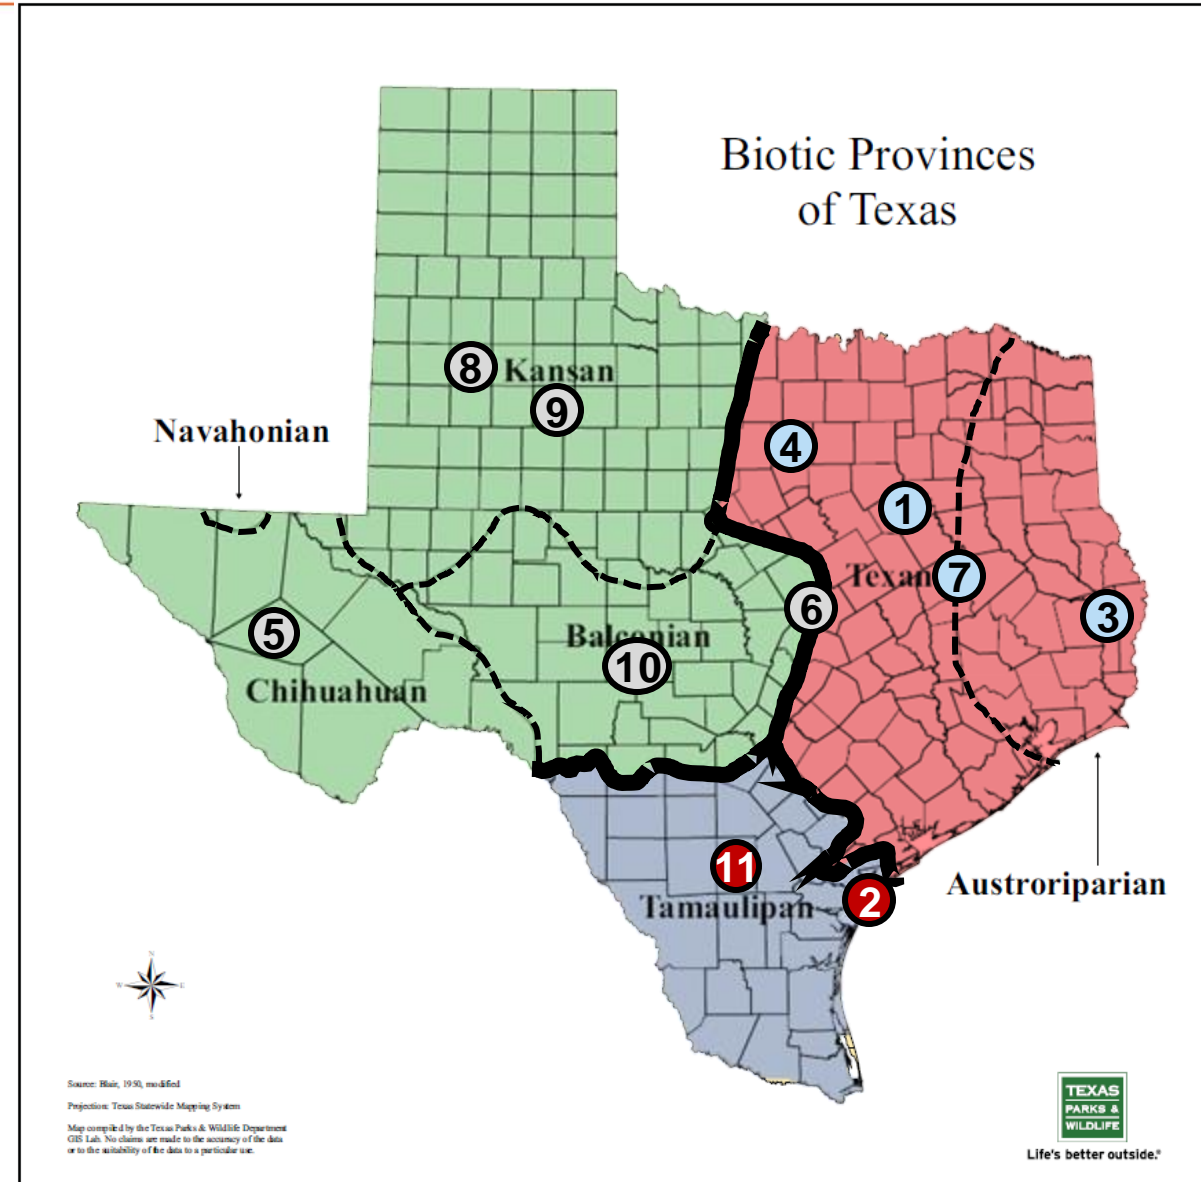 Biotic Provinces
of Texas
8
Kansan
9
Navahonian
4
1
Texan
7
6
3
5
Balconian
10
Chihuahuan
11
Tamaulipan
2
Austroriparian
N
W
E
S
Source: Blair, 1950, modified
Projection: Texas Statewide Mapping System
Map compiled by the Texas Parks & Wildlife Department
GIS Lab. No claims are made to the accuracy of the data
or to the suitability of the data to a particular use.
TEXAS
PARKS &
WILDLIFE
Life's better outside.®